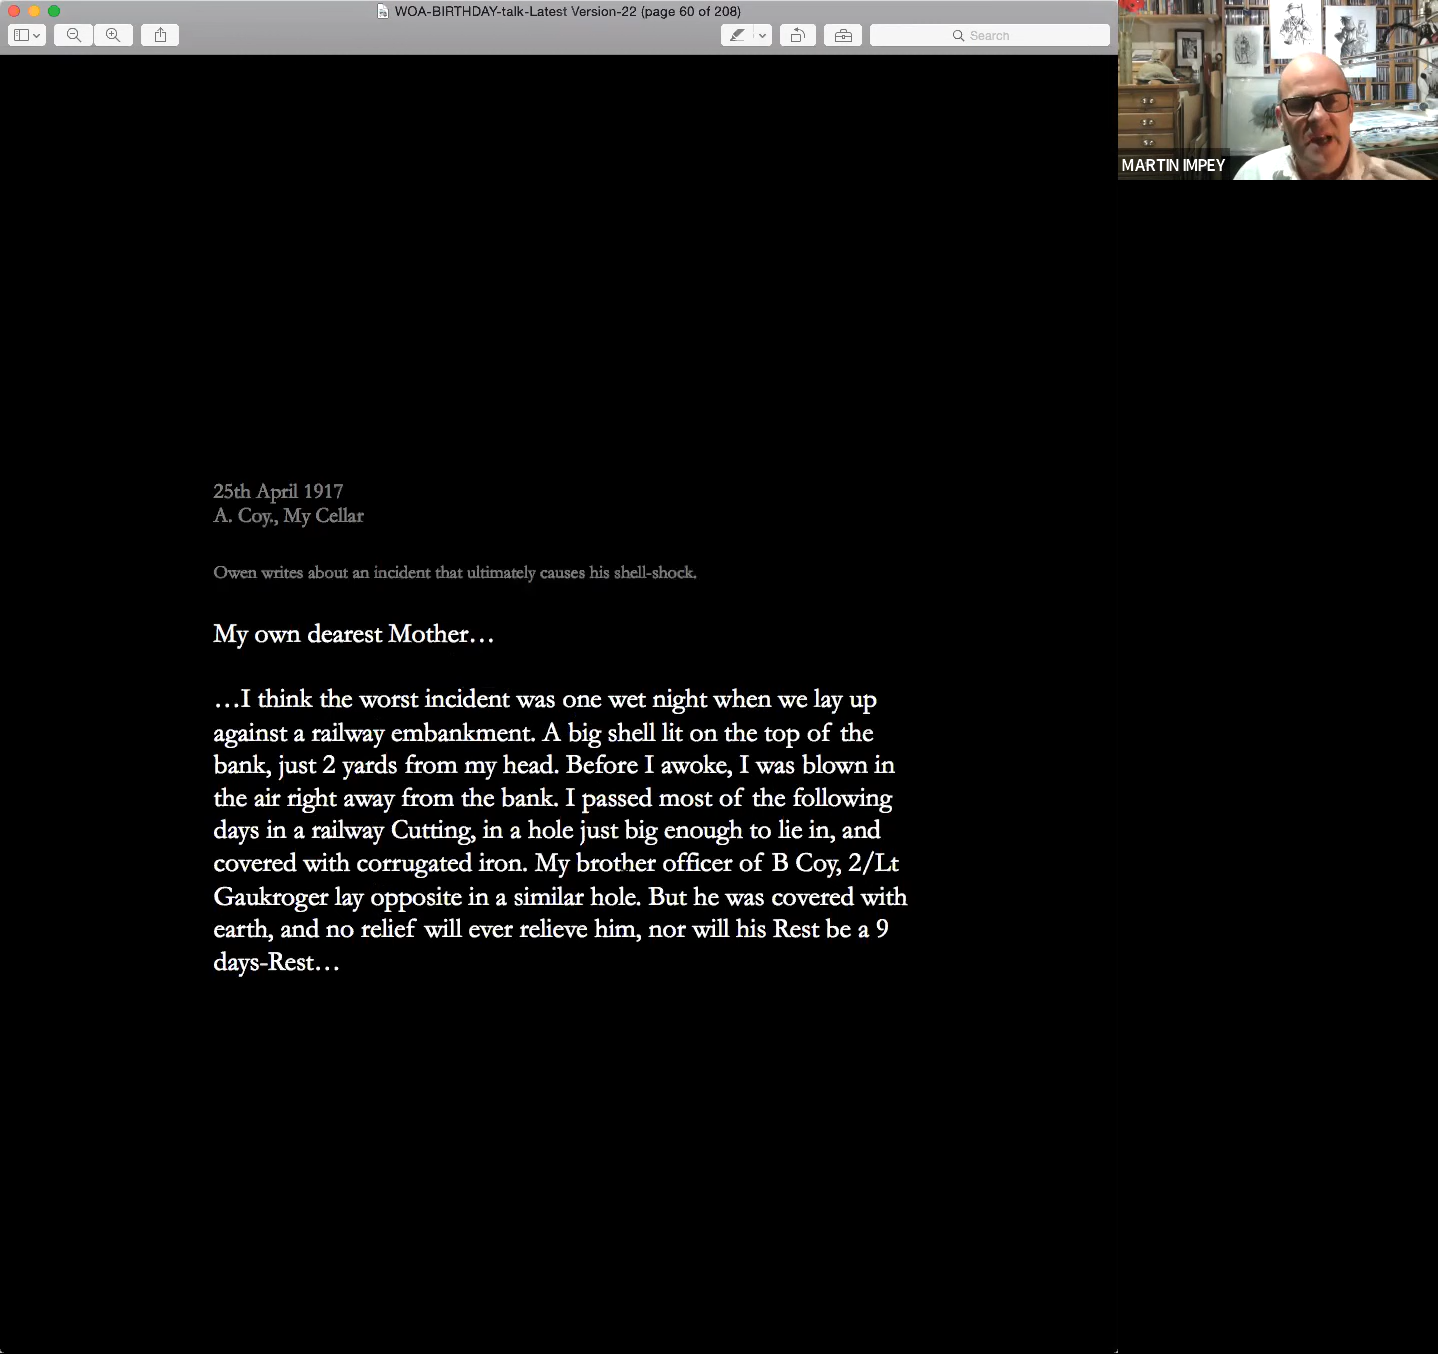 WOA-BIRTHDAY-talk-Latest Version-22 (page 60 of 208)
Search
MARTIN IMPEY
25th April 1917
A. Coy., My Cellar
Owen writes about an incident that ultimately causes his shell-shock.
My own dearest Mother…
…I think the worst incident was one wet night when we lay up
against a railway embankment. A big shell lit on the top of the
bank, just 2 yards from my head. Before I awoke, I was blown in
the air right away from the bank. I passed most of the following
days in a railway Cutting, in a hole just big enough to lie in, and
covered with corrugated iron. My brother officer of B Coy, 2/Lt
Gaukroger lay opposite in a similar hole. But he was covered with
earth, and no relief will ever relieve him, nor will his Rest be a 9
days-Rest…